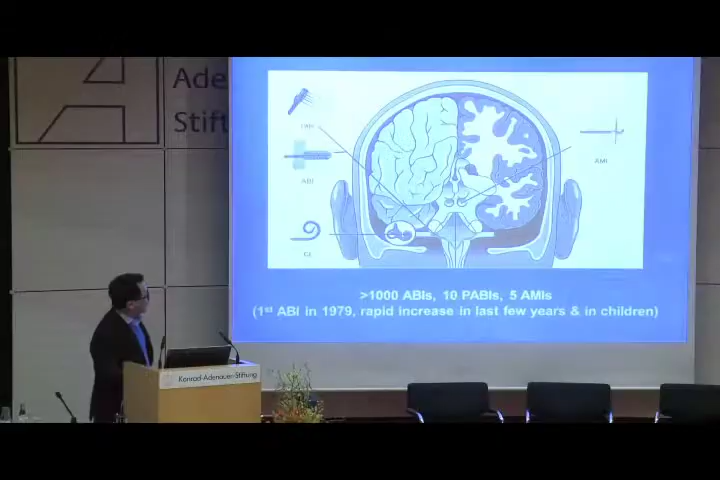 Ade
Stift
ABI
AMI
CI
>1000 ABIs, 10 PABIs, 5 AMIs
(1st ABI in 1979, rapid increase in last few years & in children)
Konrad-Adenauer-Stiftung